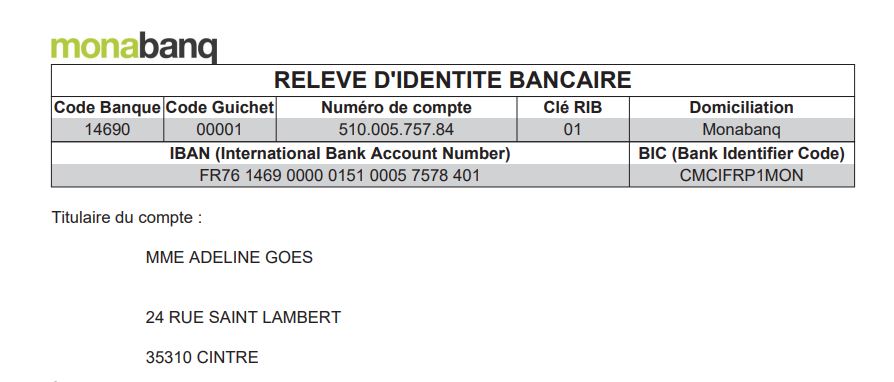 monabanq
RELEVE D'IDENTITE BANCAIRE
Code Banque Code Guichet Numéro de compte Clé RIB Domiciliation
14690 00001 510.005.757.84 01 Monabanq
IBAN (International Bank Account Number) BIC (Bank Identifier Code)
FR76 1469 0000 0151 0005 7578 401 CMCIFRP1MON
Titulaire du compte :
MME ADELINE GOES
24 RUE SAINT LAMBERT
35310 CINTRE